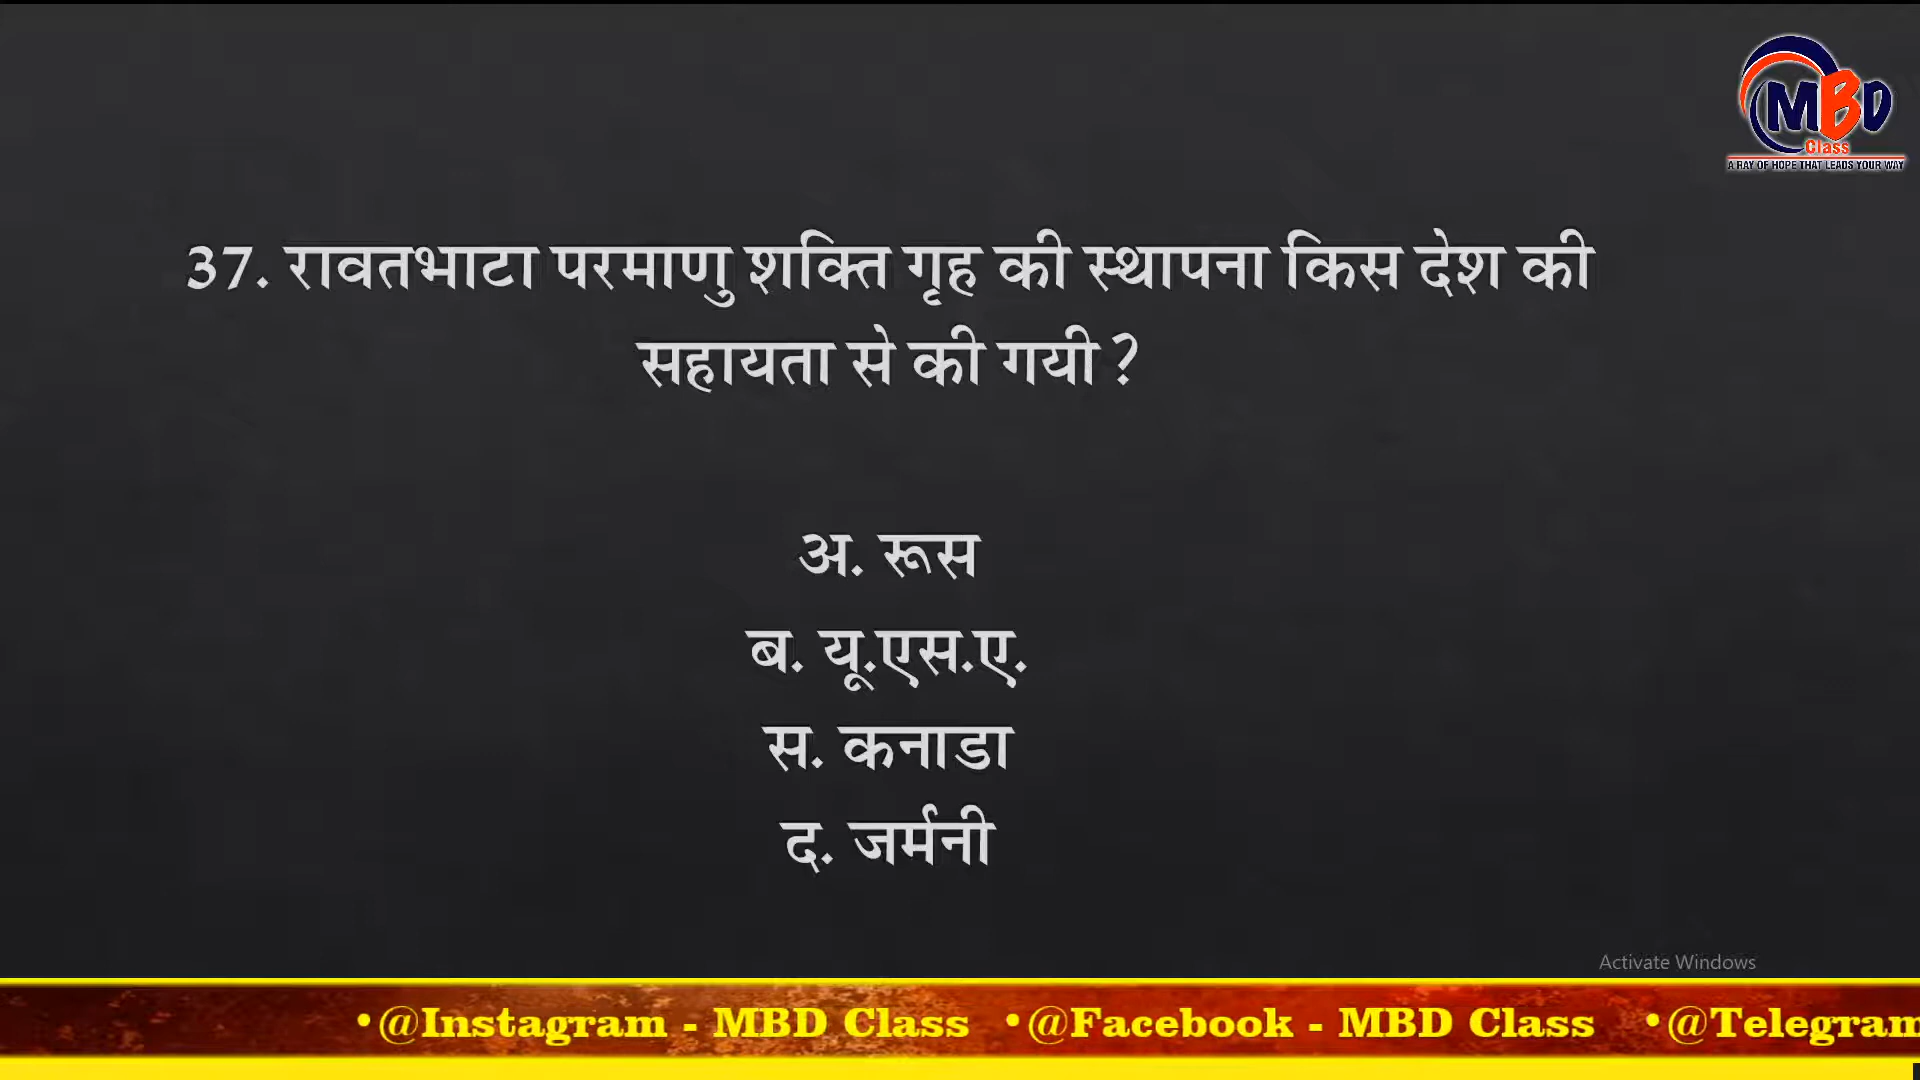 MBD
Class
A RAY OF HOPE THAT LEADS YOUR WAY
37. रावतभाटा परमाणु शक्ति गृह की स्थापना किस देश की
सहायता से की गयी ?
अ. रूस
ब. यू.एस.ए.
स. कनाडा
द. जर्मनी
Activate Windows
•@Instagram - MBD Class •@Facebook - MBD Class •@Telegram